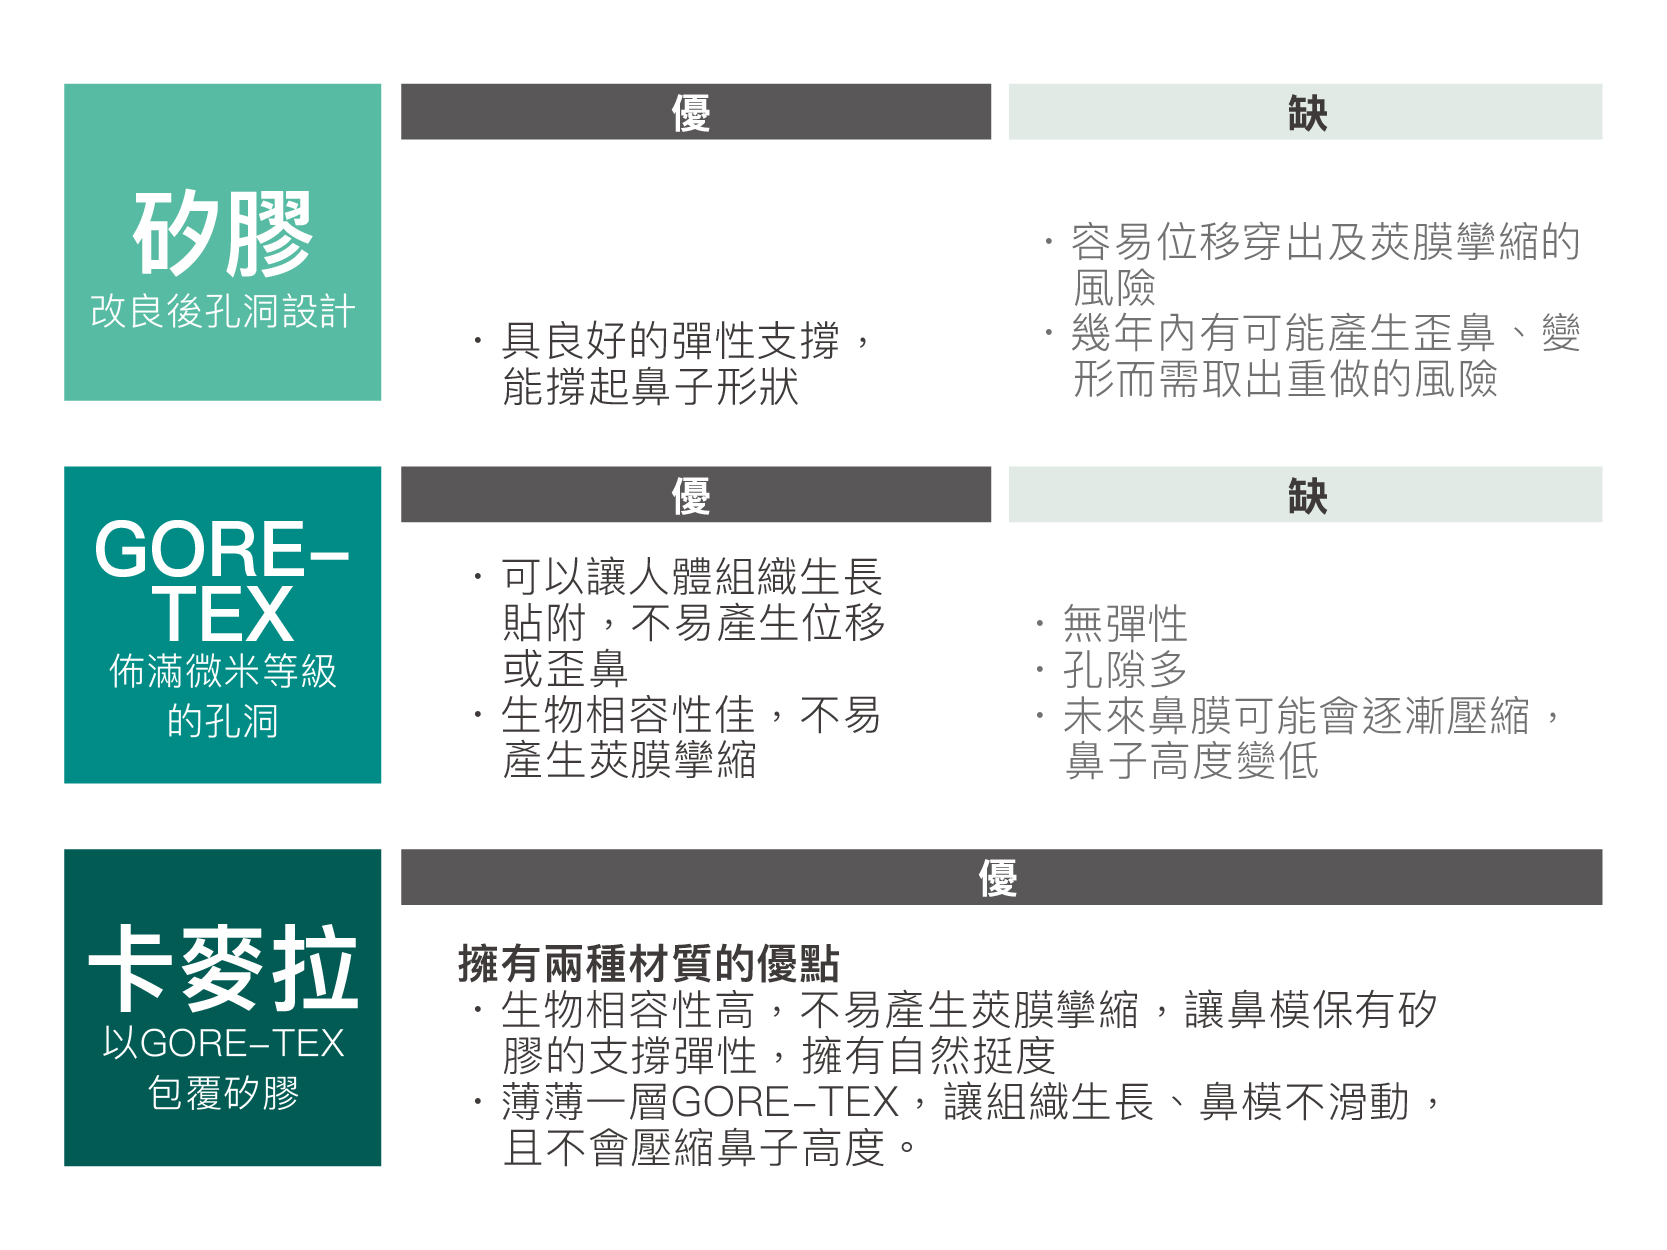 矽膠
改良後孔洞設計
優
・具良好的彈性支撐，
能撐起鼻子形狀
缺
・容易位移穿出及莢膜攣縮的
風險
・幾年內有可能產生歪鼻、變
形而需取出重做的風險
GORE-
TEX
佈滿微米等級
的孔洞
優
・可以讓人體組織生長
貼附，不易產生位移
或歪鼻
・生物相容性佳，不易
產生莢膜攣縮
缺
・無彈性
・孔隙多
・未來鼻膜可能會逐漸壓縮，
鼻子高度變低
卡麥拉
以GORE-TEX
包覆矽膠
優
擁有兩種材質的優點
・生物相容性高，不易產生莢膜攣縮，讓鼻模保有矽
膠的支撐彈性，擁有自然挺度
・薄薄一層GORE-TEX，讓組織生長、鼻模不滑動，
且不會壓縮鼻子高度。